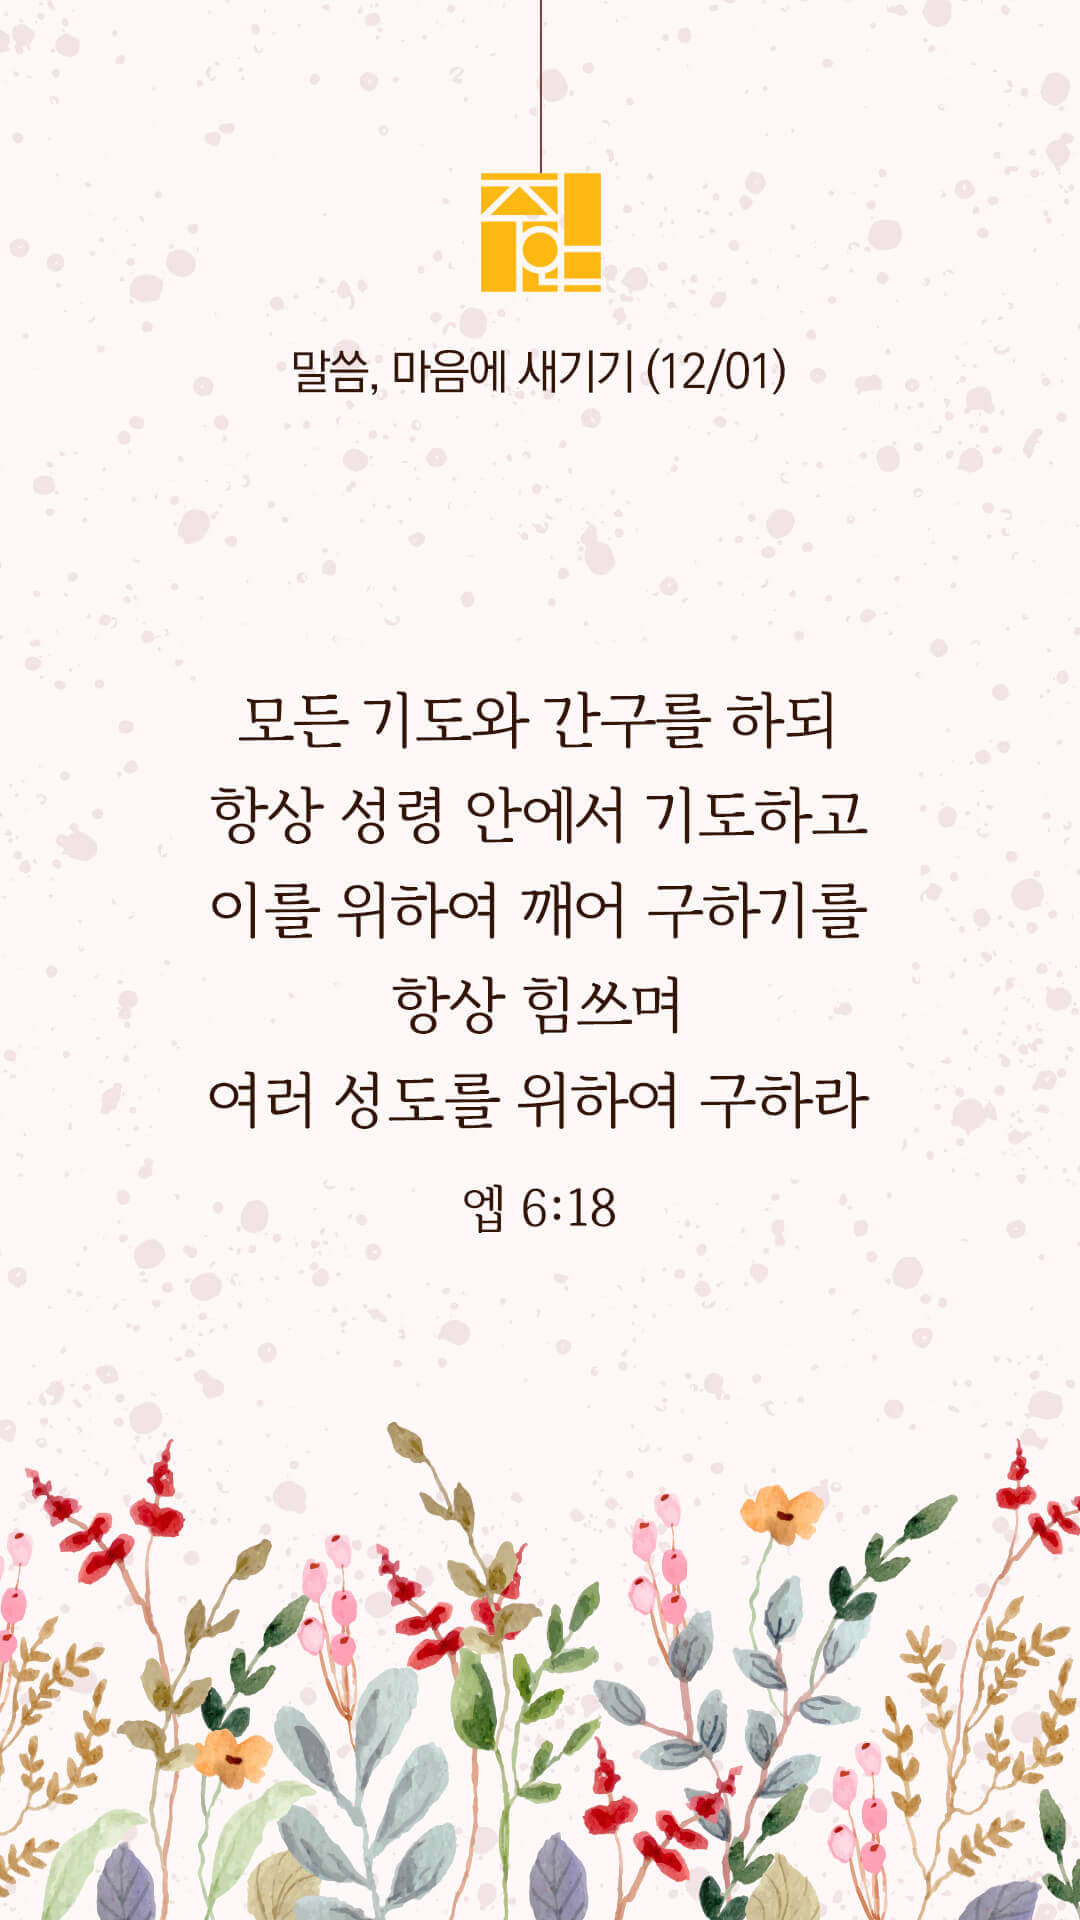 주인
말씀, 마음에 새기기 (12/01)
모든 기도와 간구를 하되
항상 성령 안에서 기도하고
이를 위하여 깨어 구하기를
항상 힘쓰며
여러 성도를 위하여 구하라
엡 6:18